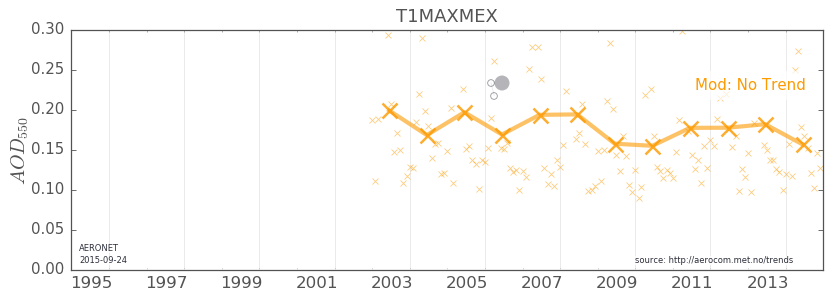 T1MAXMEX
0.30
0.25
0.20
0.15
0.10
0.05
0.00
AOD550
Mod: No Trend
AERONET
2015-09-24
source: http://aerocom.met.no/trends
1995 1997 1999 2001 2003 2005 2007 2009 2011 2013